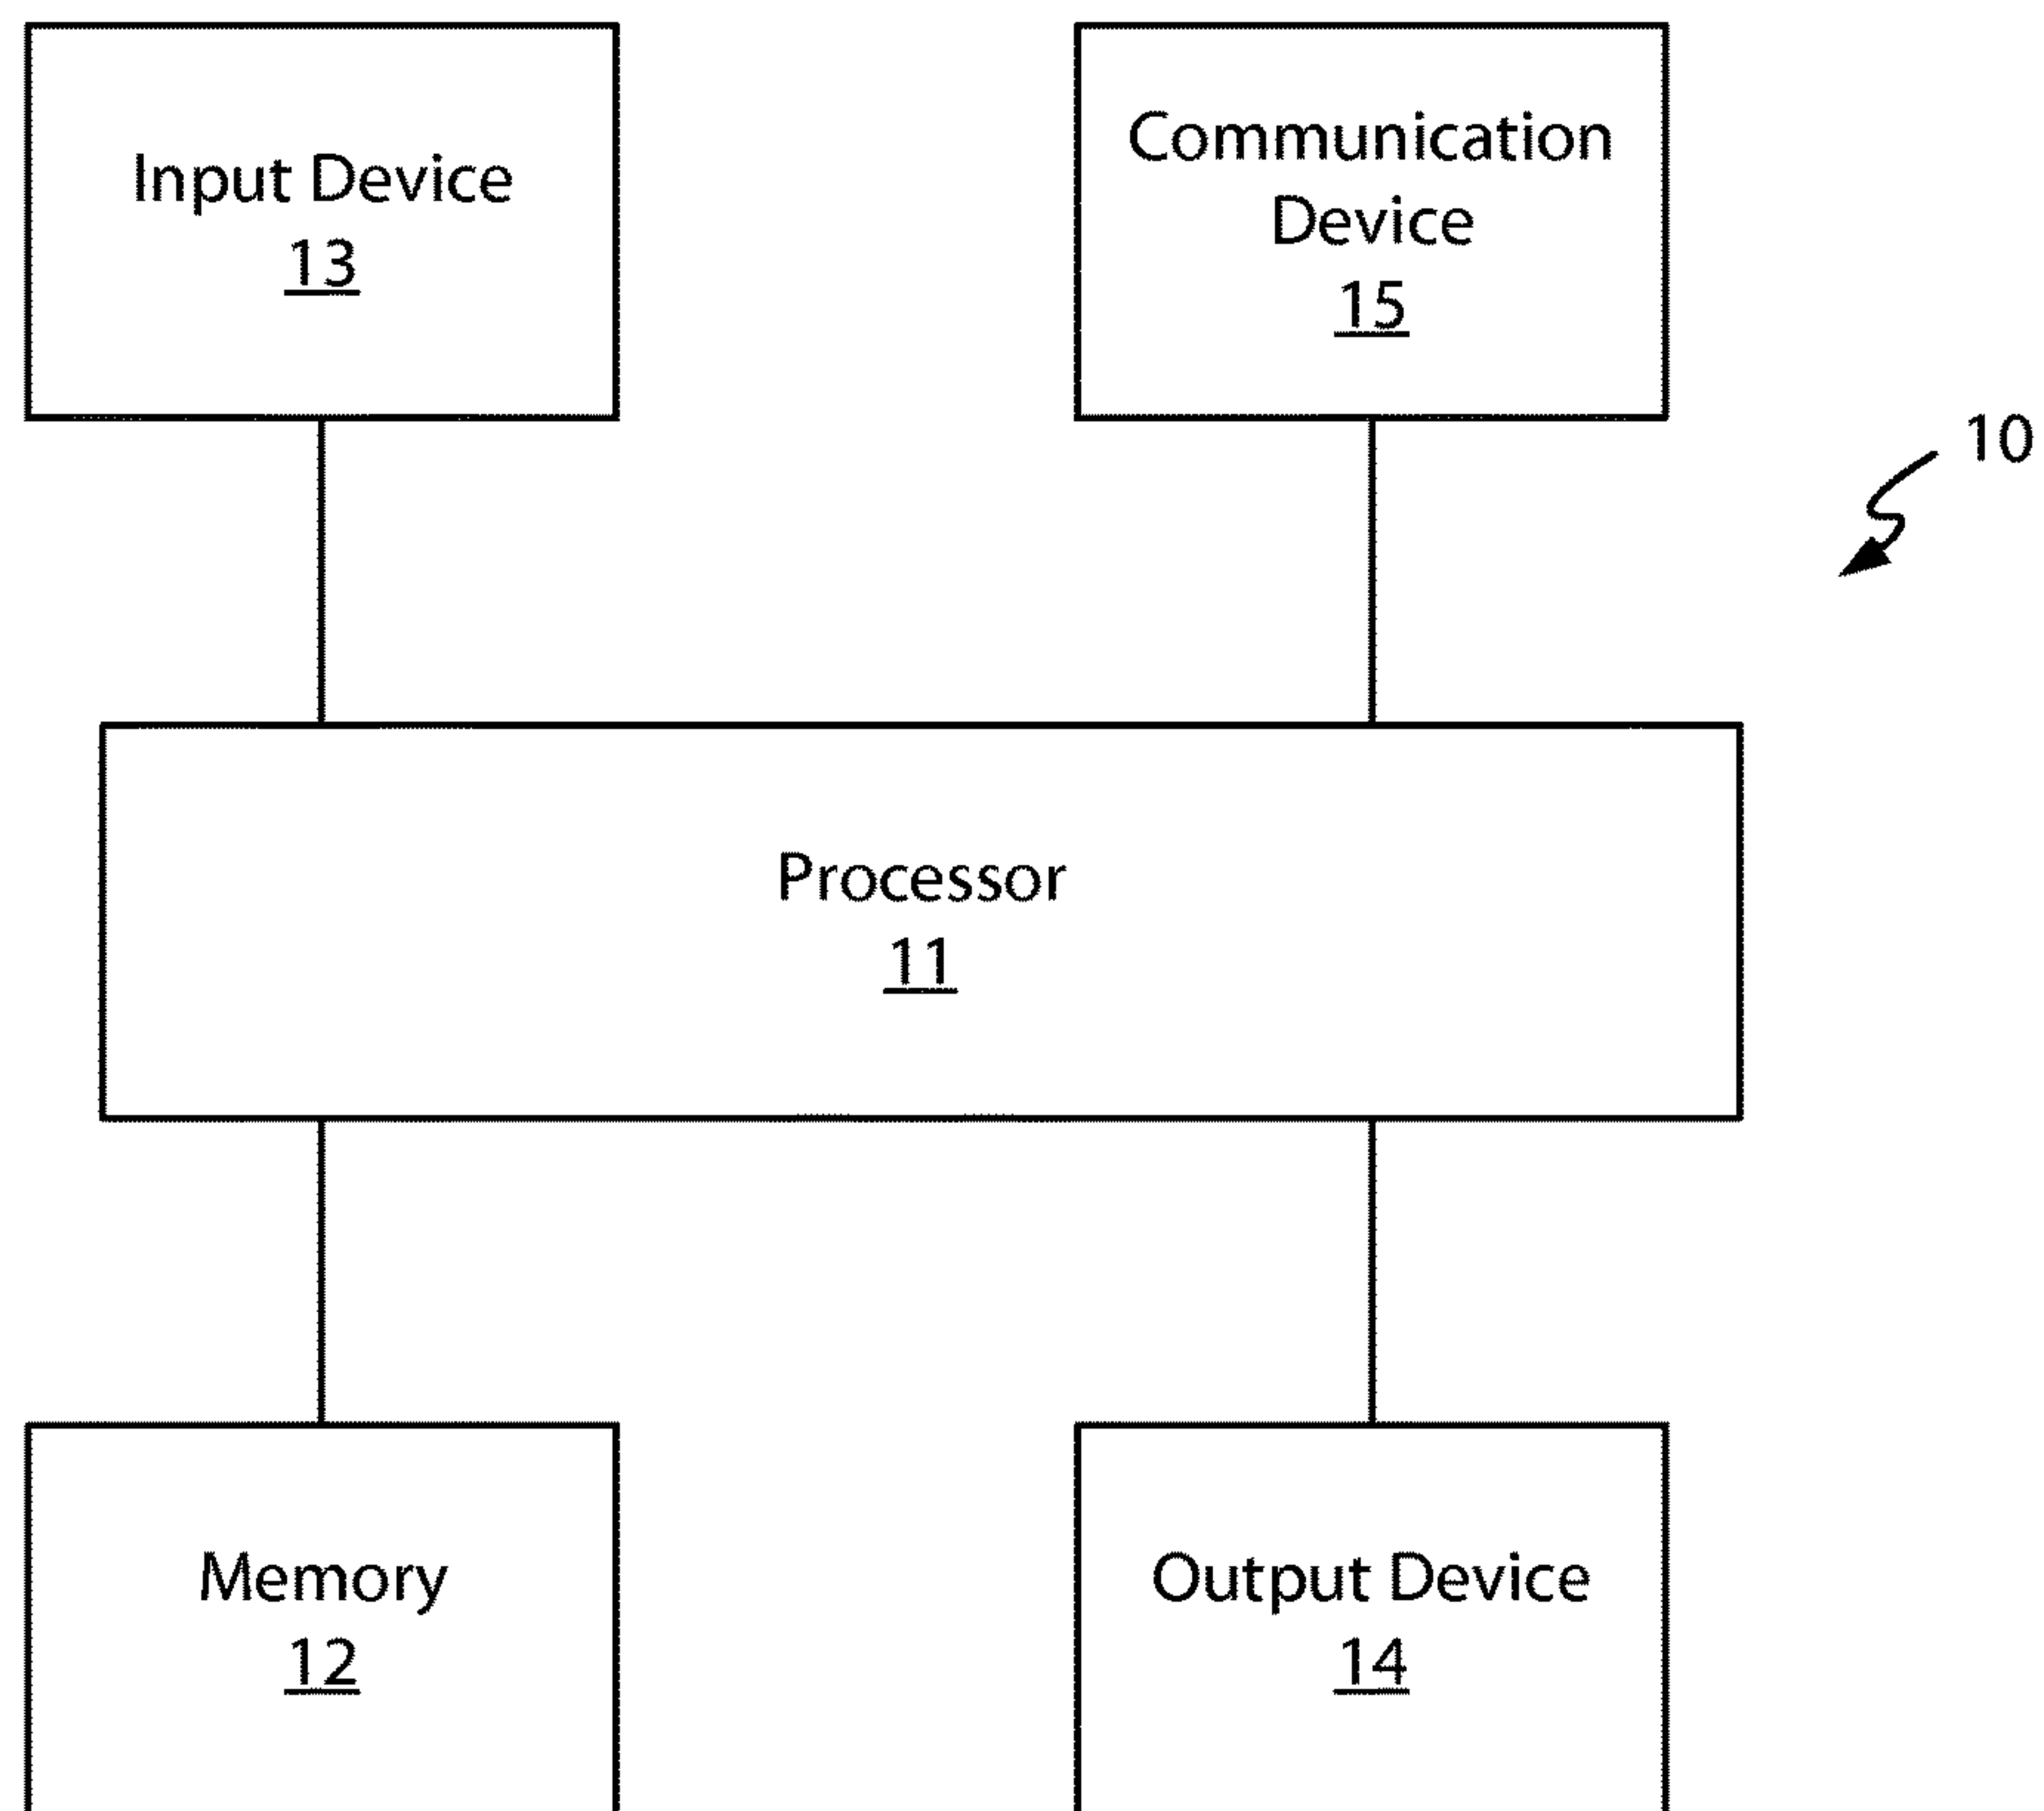 Input Device
13
Communication
Device
15
10
Processor
11
Memory
12
Output Device
14